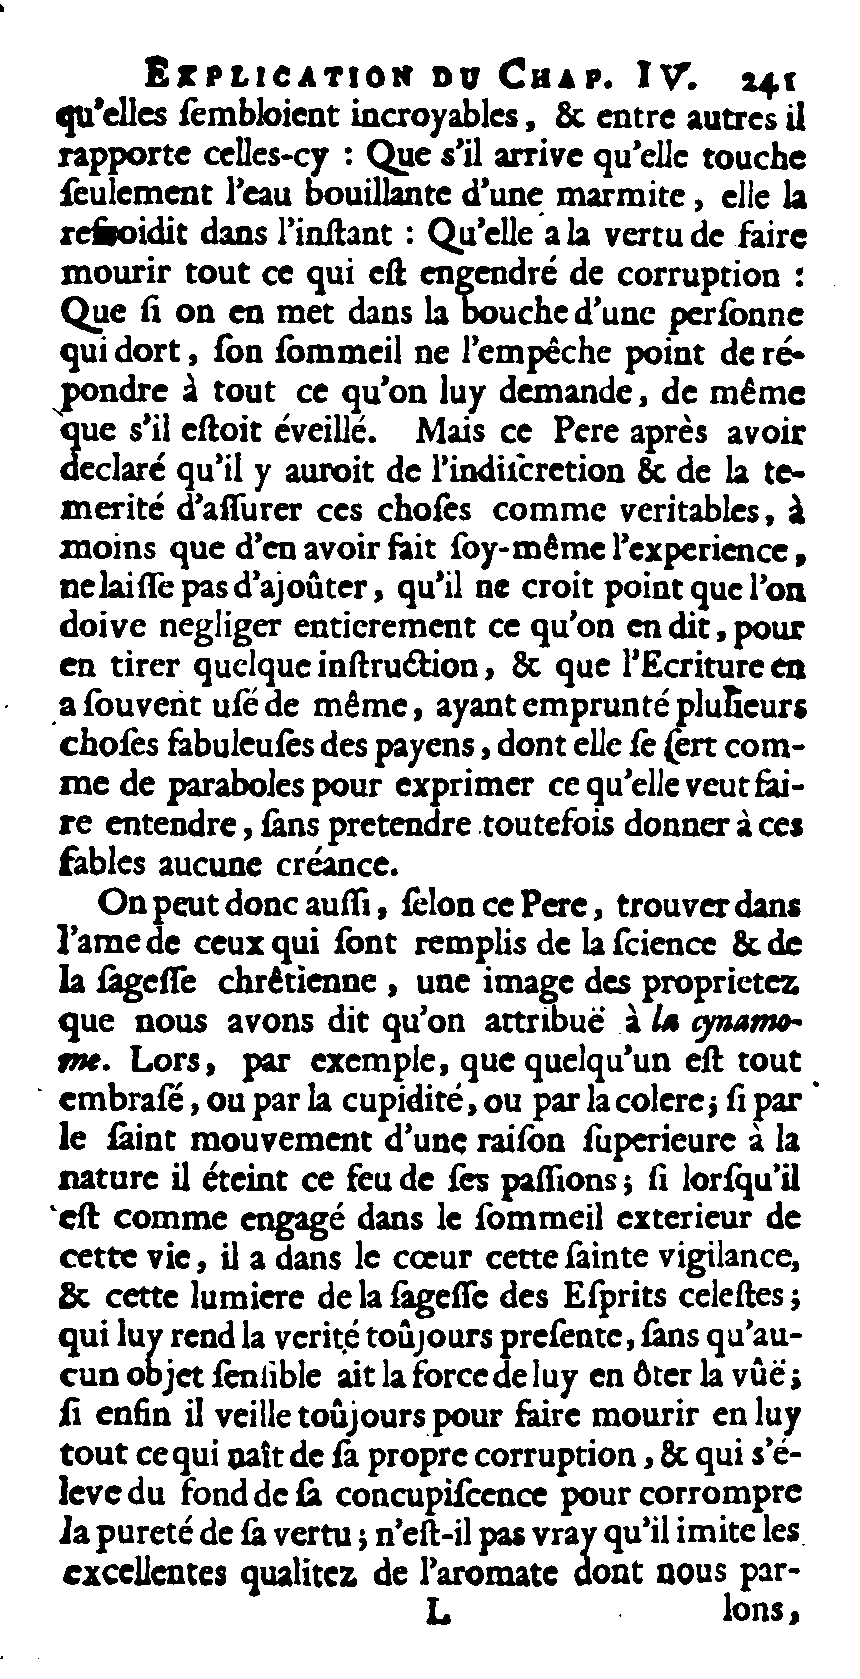 EXPLICATION DU CHAP. IV. 241
qu'elles ſembloient incroyables, & entre autres il
rapporte celles-cy : Que s'il arrive qu'elle touche
ſeulement l'eau bouillante d'une marmite, elle la
refroidit dans l'inſtant : Qu'elle a la vertu de faire
mourir tout ce qui eſt engendré de corruption :
Que ſi on en met dans la bouche d'une perſonne
qui dort, ſon ſommeil ne l'empêche point de ré-
pondre à tout ce qu'on luy demande, de même
que s'il eſtoit éveillé. Mais ce Pere après avoir
declaré qu'il y auroit de l'indiſcretion & de la te-
merité d'aſſurer ces choſes comme veritables, à
moins que d'en avoir fait ſoy-même l'experience,
ne laiſſe pas d'ajoûter, qu'il ne croit point que l'on
doive negliger entierement ce qu'on en dit, pour
en tirer quelque inſtruction, & que l'Ecriture en
a ſouvent uſé de même, ayant emprunté pluſieurs
choſes fabuleuſes des payens, dont elle ſe ſert com-
me de paraboles pour exprimer ce qu'elle veut fai-
re entendre, ſans pretendre toutefois donner à ces
fables aucune créance.
On peut donc auſſi, ſelon ce Pere, trouver dans
l'ame de ceux qui ſont remplis de la ſcience & de
la ſageſſe chrêtienne, une image des proprietez
que nous avons dit qu'on attribuë à la cynamo-
me. Lors, par exemple, que quelqu'un eſt tout
embraſé, ou par la cupidité, ou par la colere; ſi par
le ſaint mouvement d'une raiſon ſuperieure à la
nature il éteint ce feu de ſes paſſions; ſi lorſqu'il
eſt comme engagé dans le ſommeil exterieur de
cette vie, il a dans le cœur cette ſainte vigilance,
& cette lumiere de la ſageſſe des Eſprits celeſtes;
qui luy rend la verité toûjours preſente, ſans qu'au-
cun objet ſenſible ait la force de luy en ôter la vûë;
ſi enfin il veille toûjours pour faire mourir en luy
tout ce qui naît de ſa propre corruption, & qui s'é-
leve du fond de ſa concupiſcence pour corrompre
la pureté de ſa vertu; n'eſt-il pas vray qu'il imite les
excellentes qualitez de l'aromate dont nous par-
L lons,